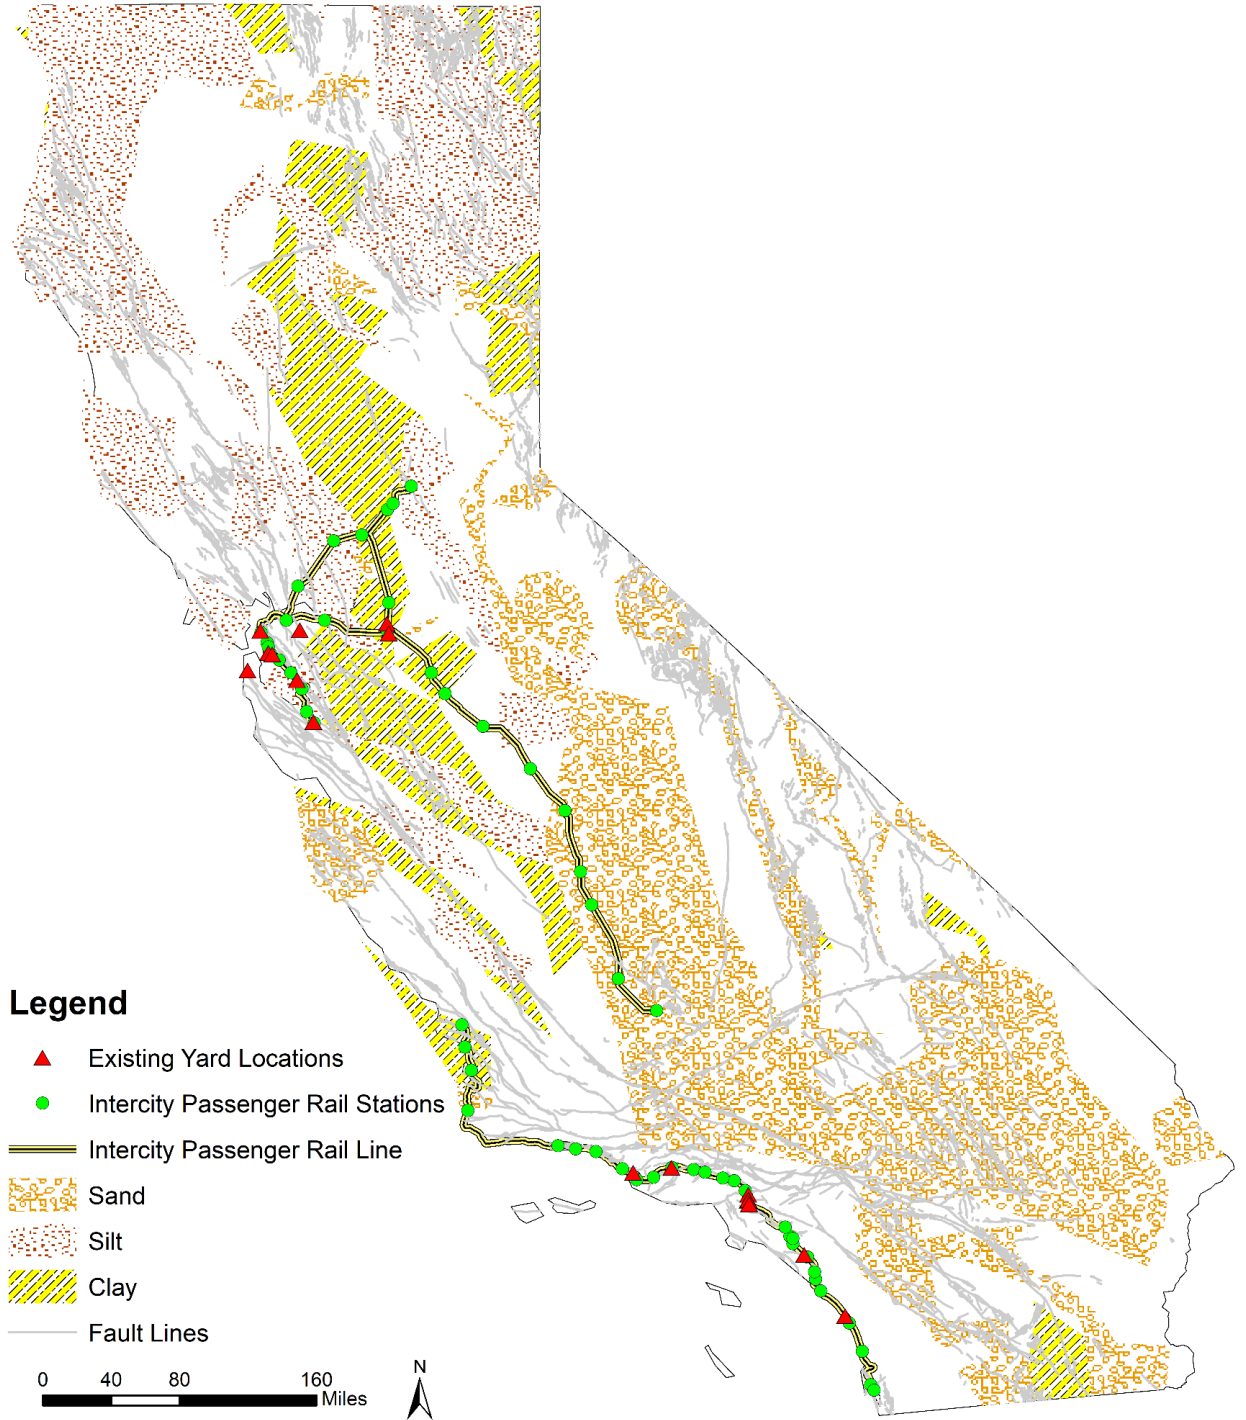 Legend
Existing Yard Locations
Intercity Passenger Rail Stations
Intercity Passenger Rail Line
Sand
Silt
Clay
Fault Lines
0 40 80 160
Miles
N